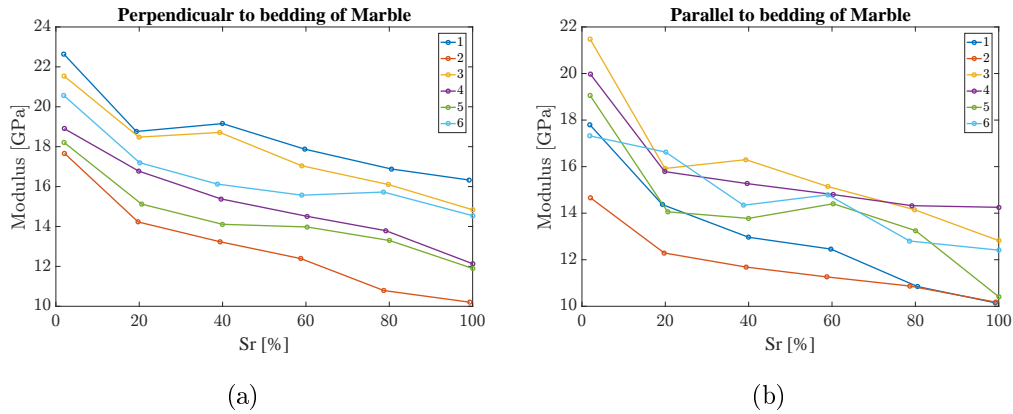 Perpendicualr to bedding of Marble
24
22
20
18
16
14
12
10
Modulus [GPa]
0 20 40 60 80 100
Sr [%]
1
2
3
4
5
6
(a)
Parallel to bedding of Marble
22
20
18
16
14
12
10
Modulus [GPa]
0 20 40 60 80 100
Sr [%]
1
2
3
4
5
6
(b)